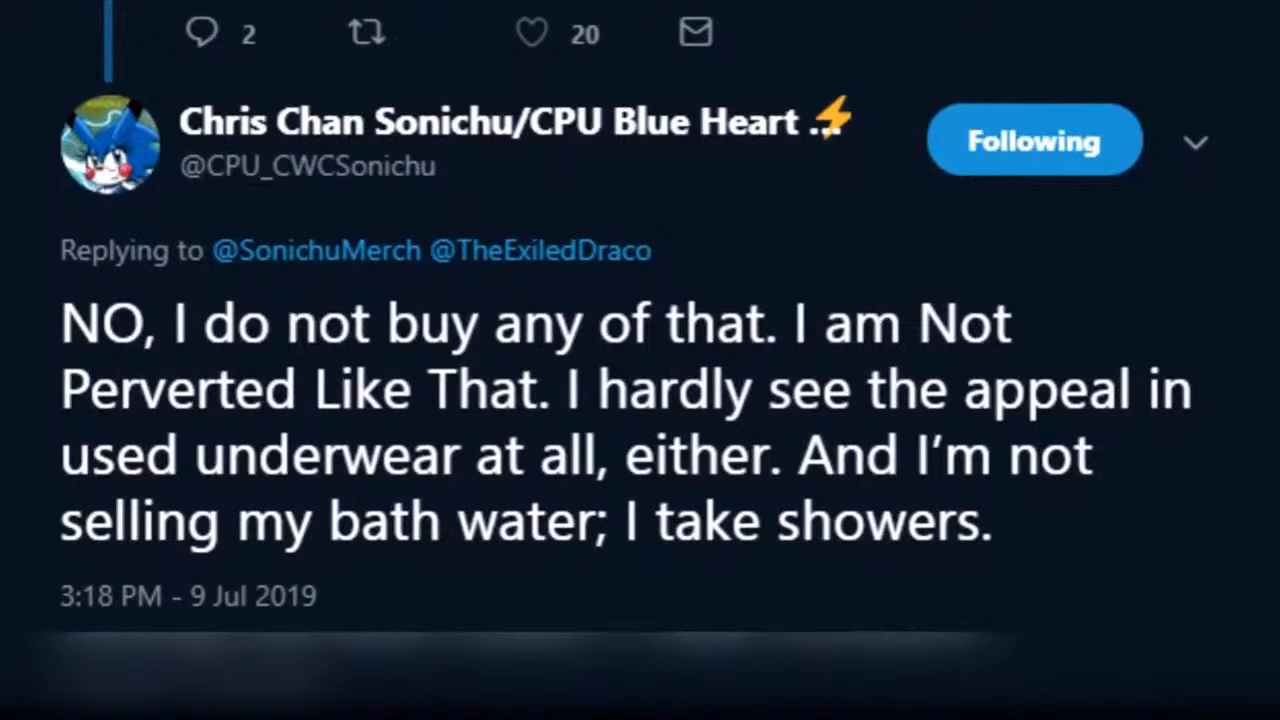 2 20
Chris Chan Sonichu/CPU Blue Heart ...⚡
@CPU_CWCSonichu
Following
Replying to @SonichuMerch @TheExiledDraco
NO, I do not buy any of that. I am Not
Perverted Like That. I hardly see the appeal in
used underwear at all, either. And I’m not
selling my bath water; I take showers.
3:18 PM - 9 Jul 2019